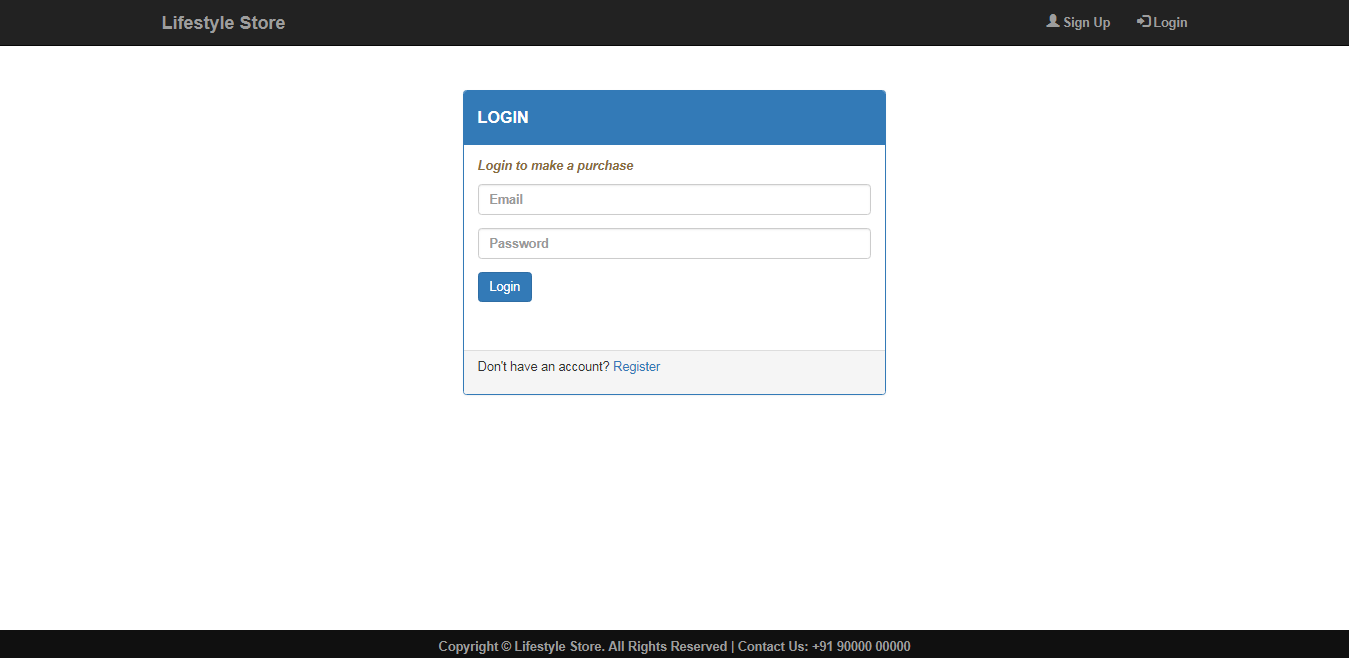 Lifestyle Store
Sign Up
Login
LOGIN
Login to make a purchase
Email
Password
Login
Don't have an account? Register
Copyright © Lifestyle Store. All Rights Reserved | Contact Us: +91 90000 00000